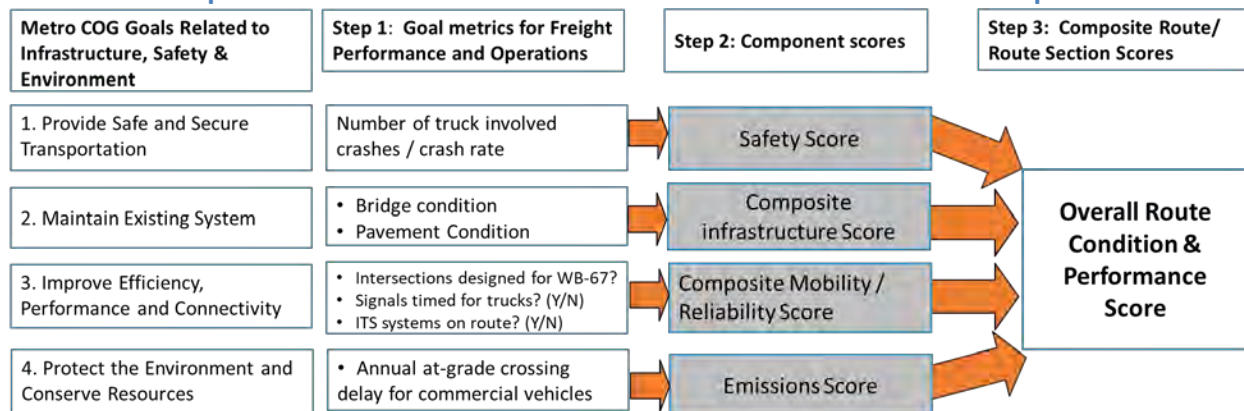 Metro COG Goals Related to
Infrastructure, Safety &
Environment
Step 1: Goal metrics for Freight
Performance and Operations
Step 2: Component scores
Step 3: Composite Route/
Route Section Scores
1. Provide Safe and Secure
Transportation
Number of truck involved
crashes / crash rate
Safety Score
2. Maintain Existing System
• Bridge condition
• Pavement Condition
Composite
infrastructure Score
3. Improve Efficiency,
Performance and Connectivity
• Intersections designed for WB-67?
• Signals timed for trucks? (Y/N)
• ITS systems on route? (Y/N)
Composite Mobility /
Reliability Score
4. Protect the Environment and
Conserve Resources
• Annual at-grade crossing
delay for commercial vehicles
Emissions Score
Overall Route
Condition &
Performance
Score